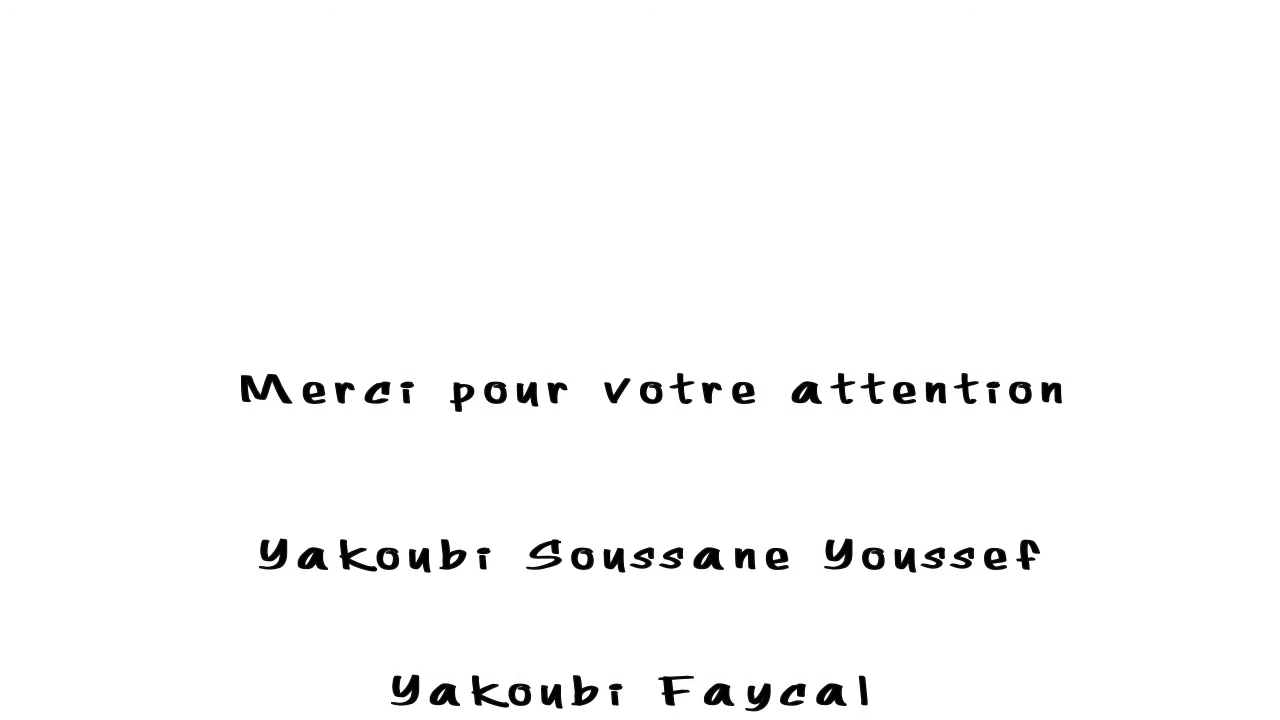 Merci pour votre attention
Yakoubi Soussane Youssef
Yakoubi Faycal